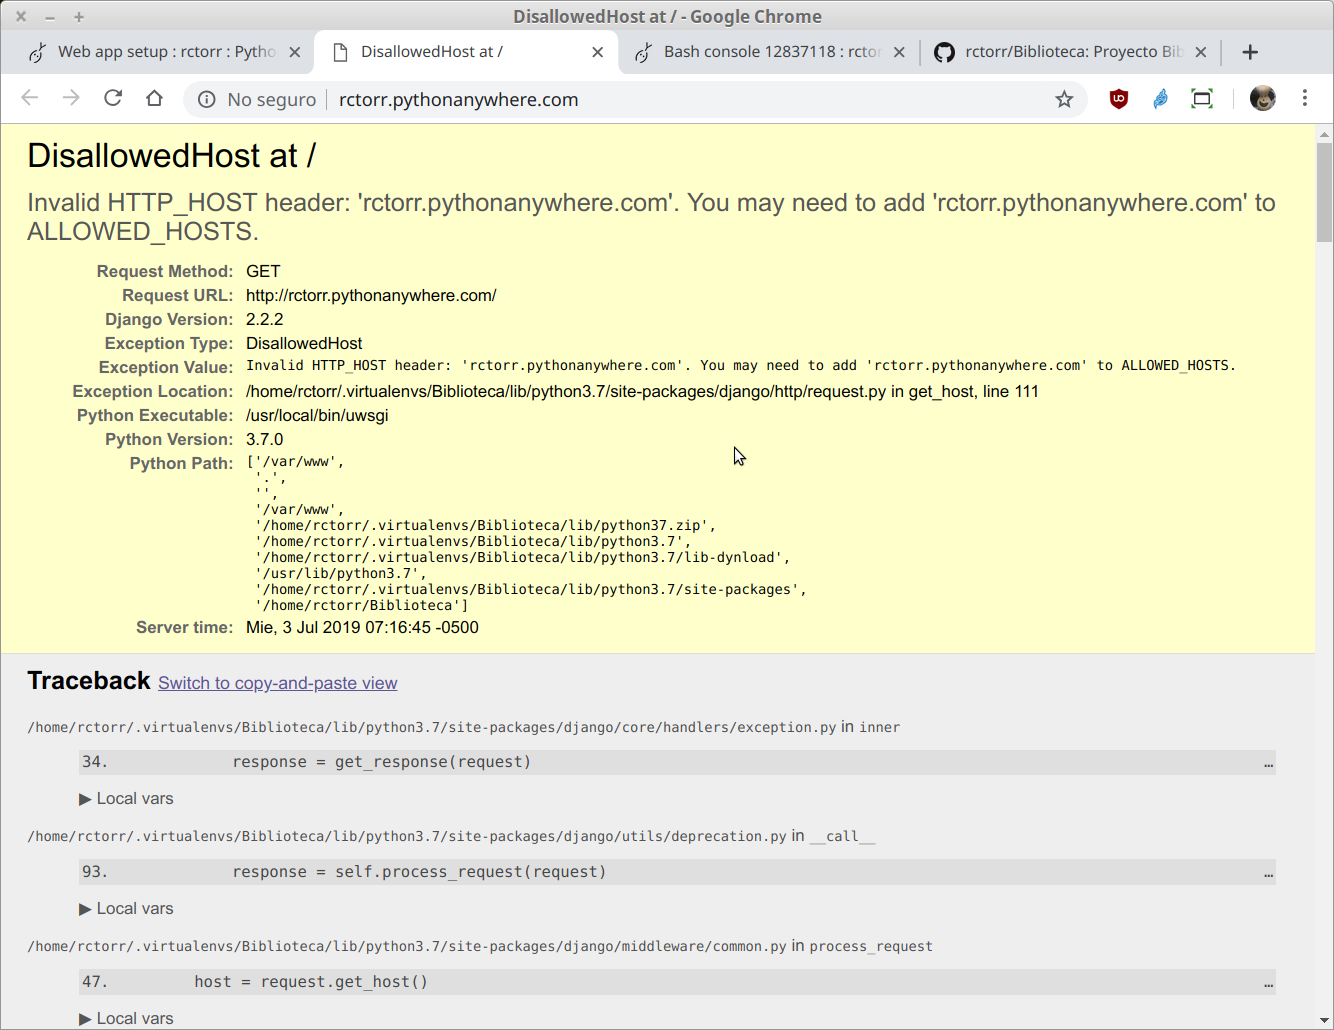 DisallowedHost at / - Google Chrome
Web app setup : rctorr : Pytho
DisallowedHost at /
Bash console 12837118 : rctor
rctorr/Biblioteca: Proyecto Bib
No seguro
rctorr.pythonanywhere.com
DisallowedHost at /
Invalid HTTP_HOST header: 'rctorr.pythonanywhere.com'. You may need to add 'rctorr.pythonanywhere.com' to
ALLOWED_HOSTS.
Request Method: GET
Request URL: http://rctorr.pythonanywhere.com/
Django Version: 2.2.2
Exception Type: DisallowedHost
Exception Value: Invalid HTTP_HOST header: 'rctorr.pythonanywhere.com'. You may need to add 'rctorr.pythonanywhere.com' to ALLOWED_HOSTS.
Exception Location: /home/rctorr/.virtualenvs/Biblioteca/lib/python3.7/site-packages/django/http/request.py in get_host, line 111
Python Executable: /usr/local/bin/uwsgi
Python Version: 3.7.0
Python Path: ['/var/www',
'.',
'',
'/var/www',
'/home/rctorr/.virtualenvs/Biblioteca/lib/python37.zip',
'/home/rctorr/.virtualenvs/Biblioteca/lib/python3.7',
'/home/rctorr/.virtualenvs/Biblioteca/lib/python3.7/lib-dynload',
'/usr/lib/python3.7',
'/home/rctorr/.virtualenvs/Biblioteca/lib/python3.7/site-packages',
'/home/rctorr/Biblioteca']
Server time: Mie, 3 Jul 2019 07:16:45 -0500
Traceback Switch to copy-and-paste view
/home/rctorr/.virtualenvs/Biblioteca/lib/python3.7/site-packages/django/core/handlers/exception.py in inner
34. response = get_response(request) …
▶ Local vars
/home/rctorr/.virtualenvs/Biblioteca/lib/python3.7/site-packages/django/utils/deprecation.py in __call__
93. response = self.process_request(request) …
▶ Local vars
/home/rctorr/.virtualenvs/Biblioteca/lib/python3.7/site-packages/django/middleware/common.py in process_request
47. host = request.get_host() …
▶ Local vars